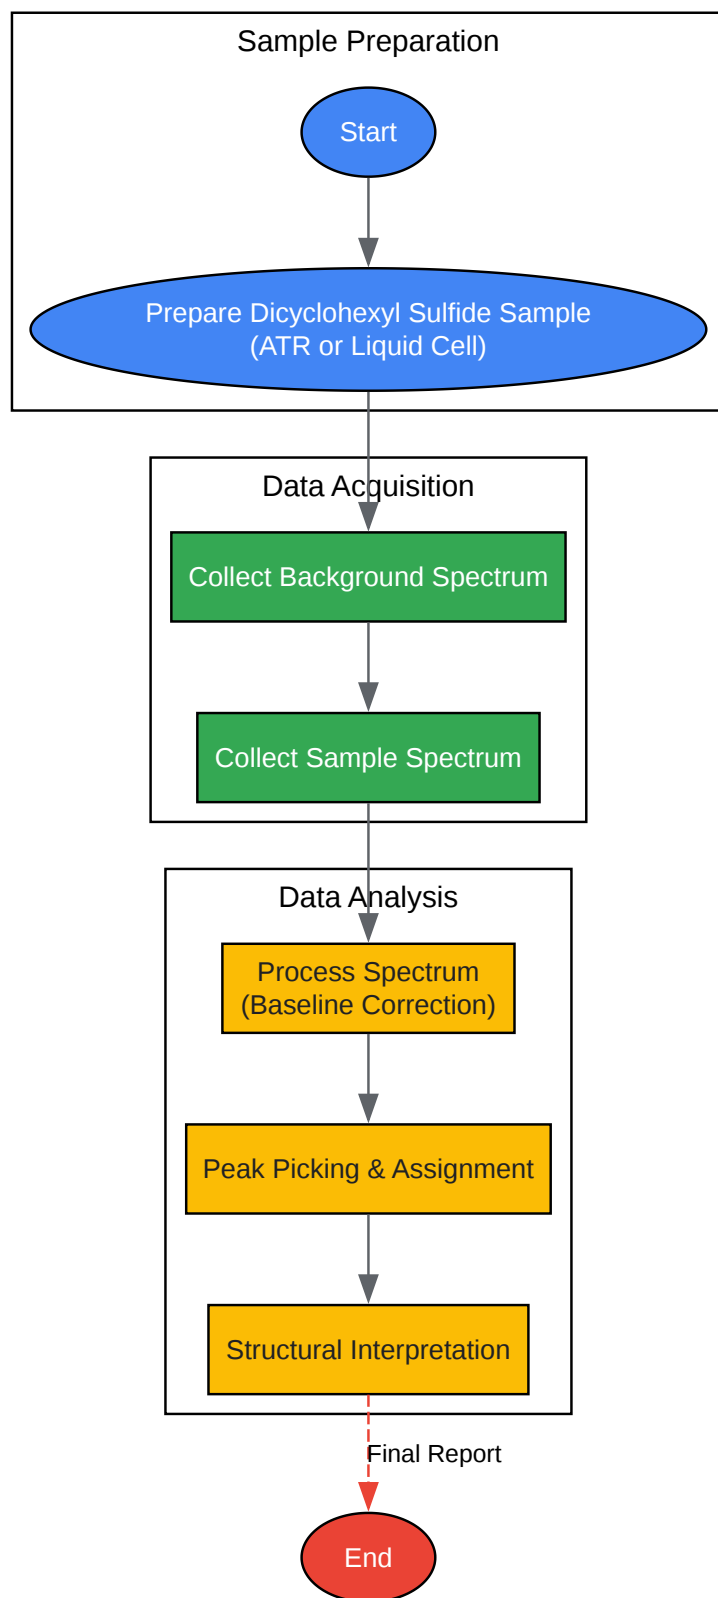 Sample Preparation
Start
Prepare Dicyclohexyl Sulfide Sample
(ATR or Liquid Cell)
Data Acquisition
Collect Background Spectrum
Collect Sample Spectrum
Data Analysis
Process Spectrum
(Baseline Correction)
Peak Picking & Assignment
Structural Interpretation
Final Report
End